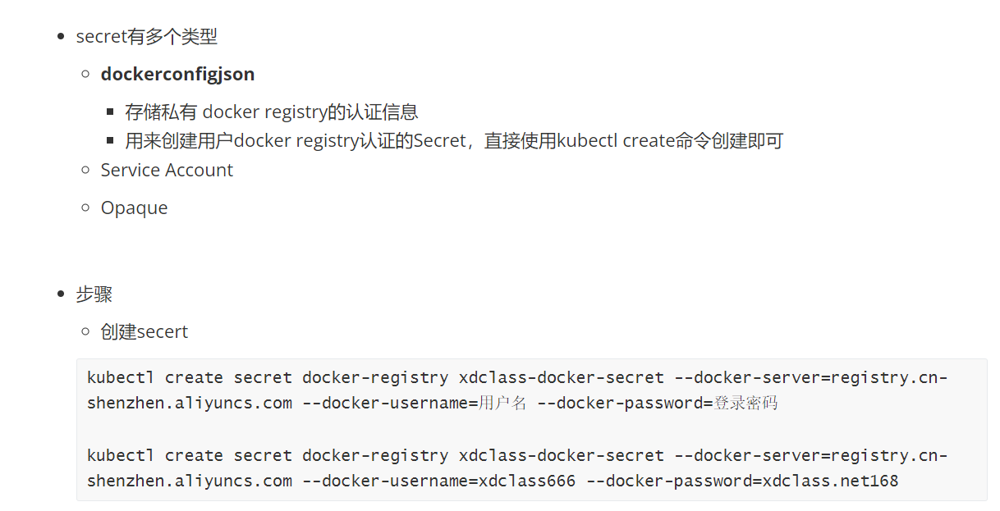 secret有多个类型
dockerconfigjson
存储私有 docker registry的认证信息
用来创建用户docker registry认证的Secret，直接使用kubectl create命令创建即可
Service Account
Opaque
步骤
创建secert
kubectl create secret docker-registry xdclass-docker-secret --docker-server=registry.cn-
shenzhen.aliyuncs.com --docker-username=用户名 --docker-password=登录密码
kubectl create secret docker-registry xdclass-docker-secret --docker-server=registry.cn-
shenzhen.aliyuncs.com --docker-username=xdclass666 --docker-password=xdclass.net168